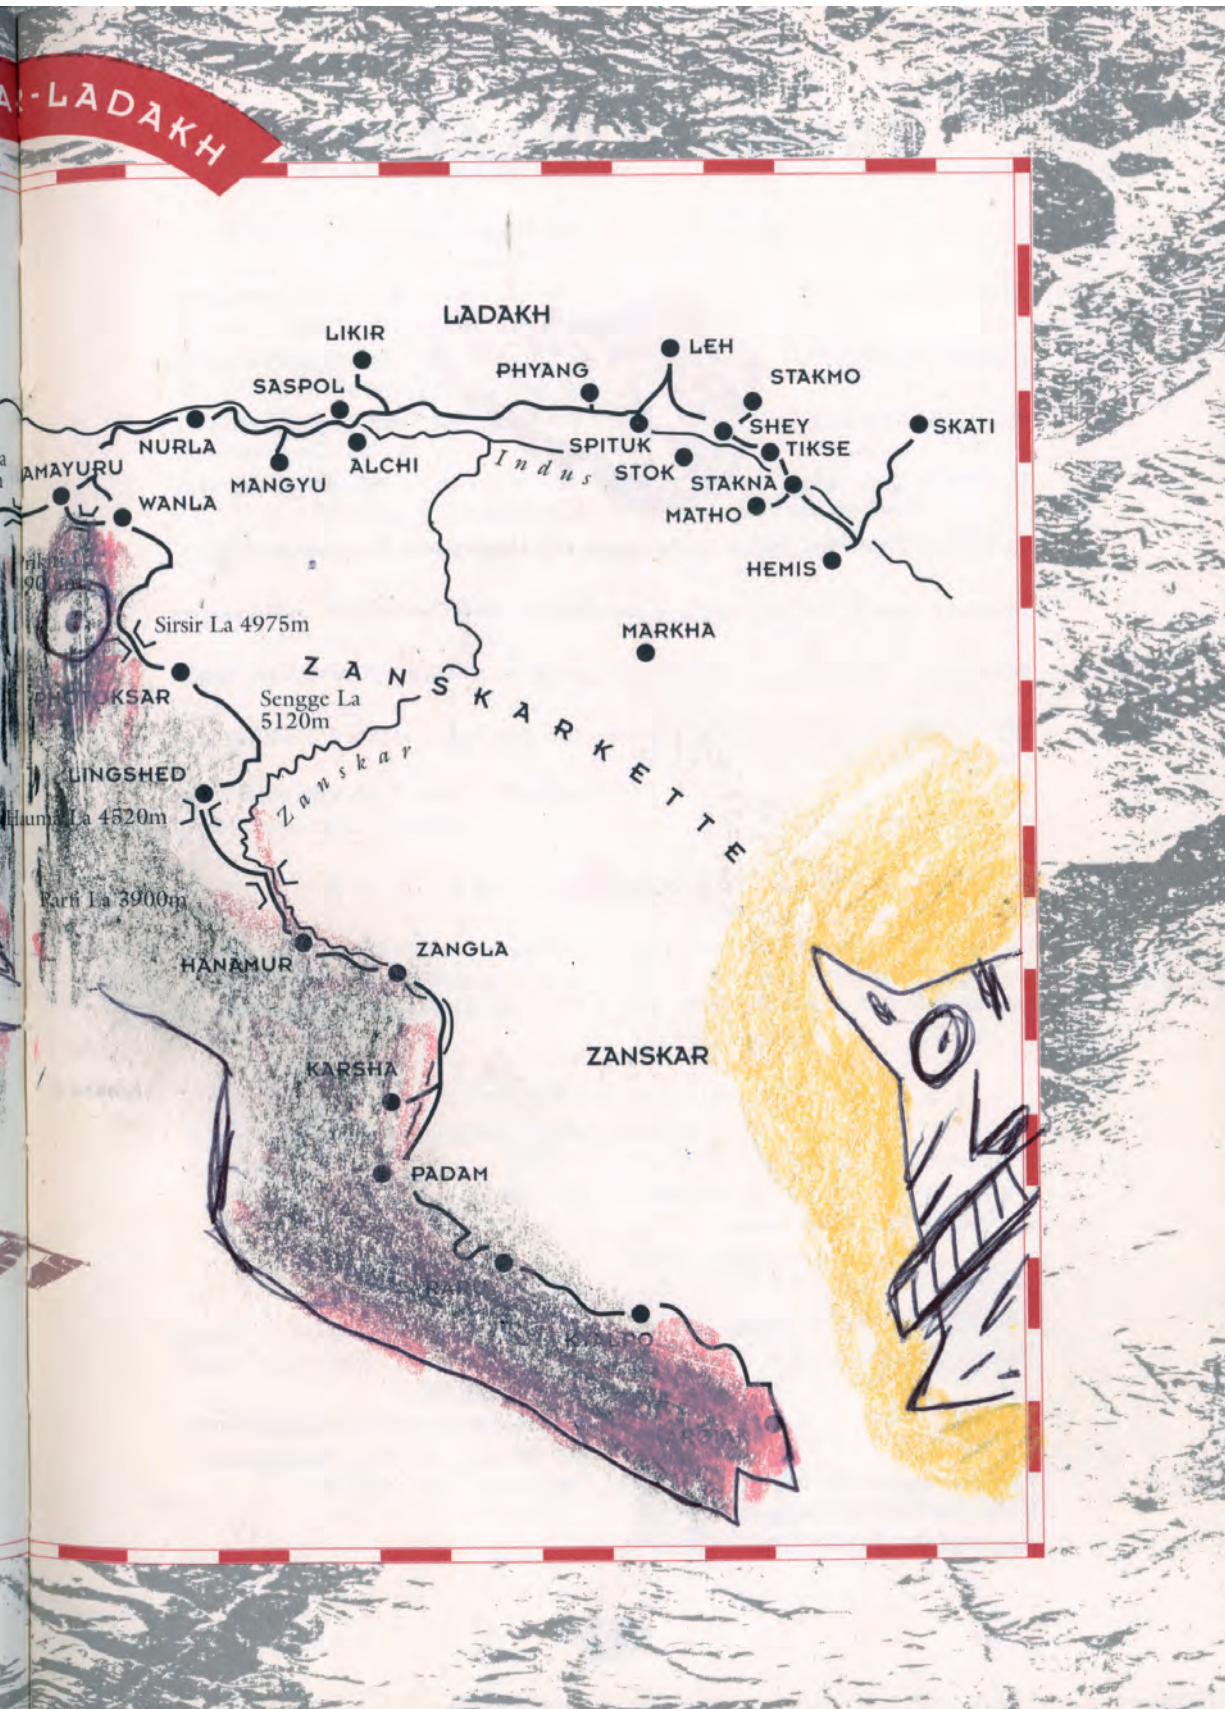 -LADAKH
LADAKH
LIKIR
LEH
PHYANG
STAKMO
SASPOL
SHEY
SKATI
NURLA
SPITUK
TIKSE
ALCHI
Indus
STOK
AMAYURU
MANGYU
STAKNA
WANLA
MATHO
HEMIS
Sirsir La 4975m
MARKHA
ZANSKARKETTE
PHOTOKSAR
Sengge La
5120m
Zanskar
LINGSHED
Hauma La 4520m
Parfi La 3900m
HANAMUR
ZANGLA
ZANSKAR
KARSHA
PADAM